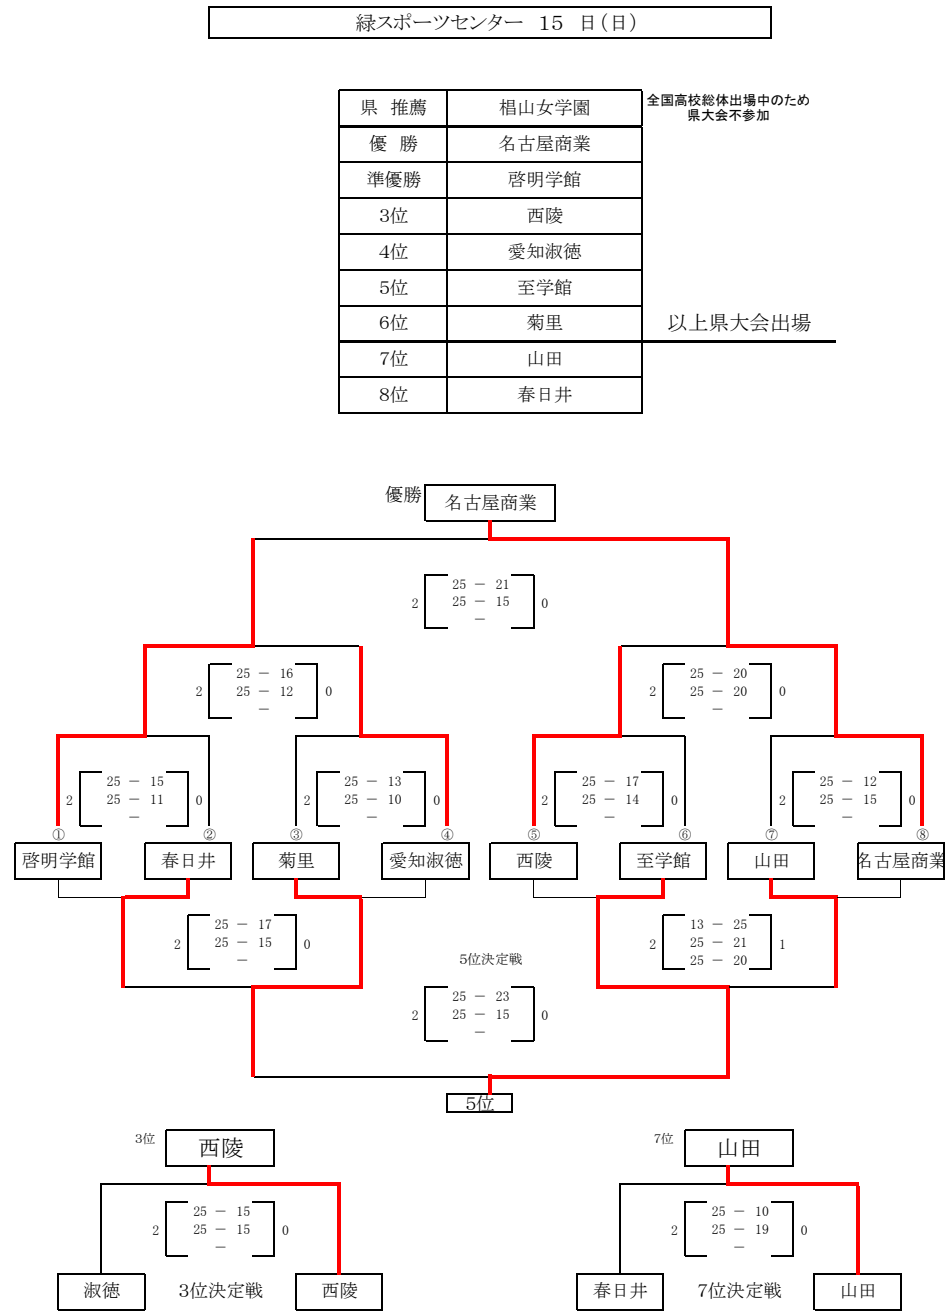 緑スポーツセンター　１５　日（日）
県　推薦　椙山女学園　全国高校総体出場中のため
県大会不参加
優　勝　名古屋商業
準優勝　啓明学館
３位　西陵
４位　愛知淑徳
５位　至学館
６位　菊里　以上県大会出場
７位　山田
８位　春日井
優勝　名古屋商業
25 － 21
2　25 － 15　0
－
25 － 16
2　25 － 12　0
－
25 － 20
2　25 － 20　0
－
25 － 15
2　25 － 11　0
－
25 － 13
2　25 － 10　0
－
25 － 17
2　25 － 14　0
－
25 － 12
2　25 － 15　0
－
①　②　③　④　⑤　⑥　⑦　⑧
啓明学館　春日井　菊里　愛知淑徳　西陵　至学館　山田　名古屋商業
25 － 17
2　25 － 15　0
－
13 － 25
2　25 － 21　1
25 － 20
５位決定戦
25 － 23
2　25 － 15　0
－
５位
３位　西陵
25 － 15
2　25 － 15　0
－
淑徳　３位決定戦　西陵
７位　山田
25 － 10
2　25 － 19　0
－
春日井　７位決定戦　山田